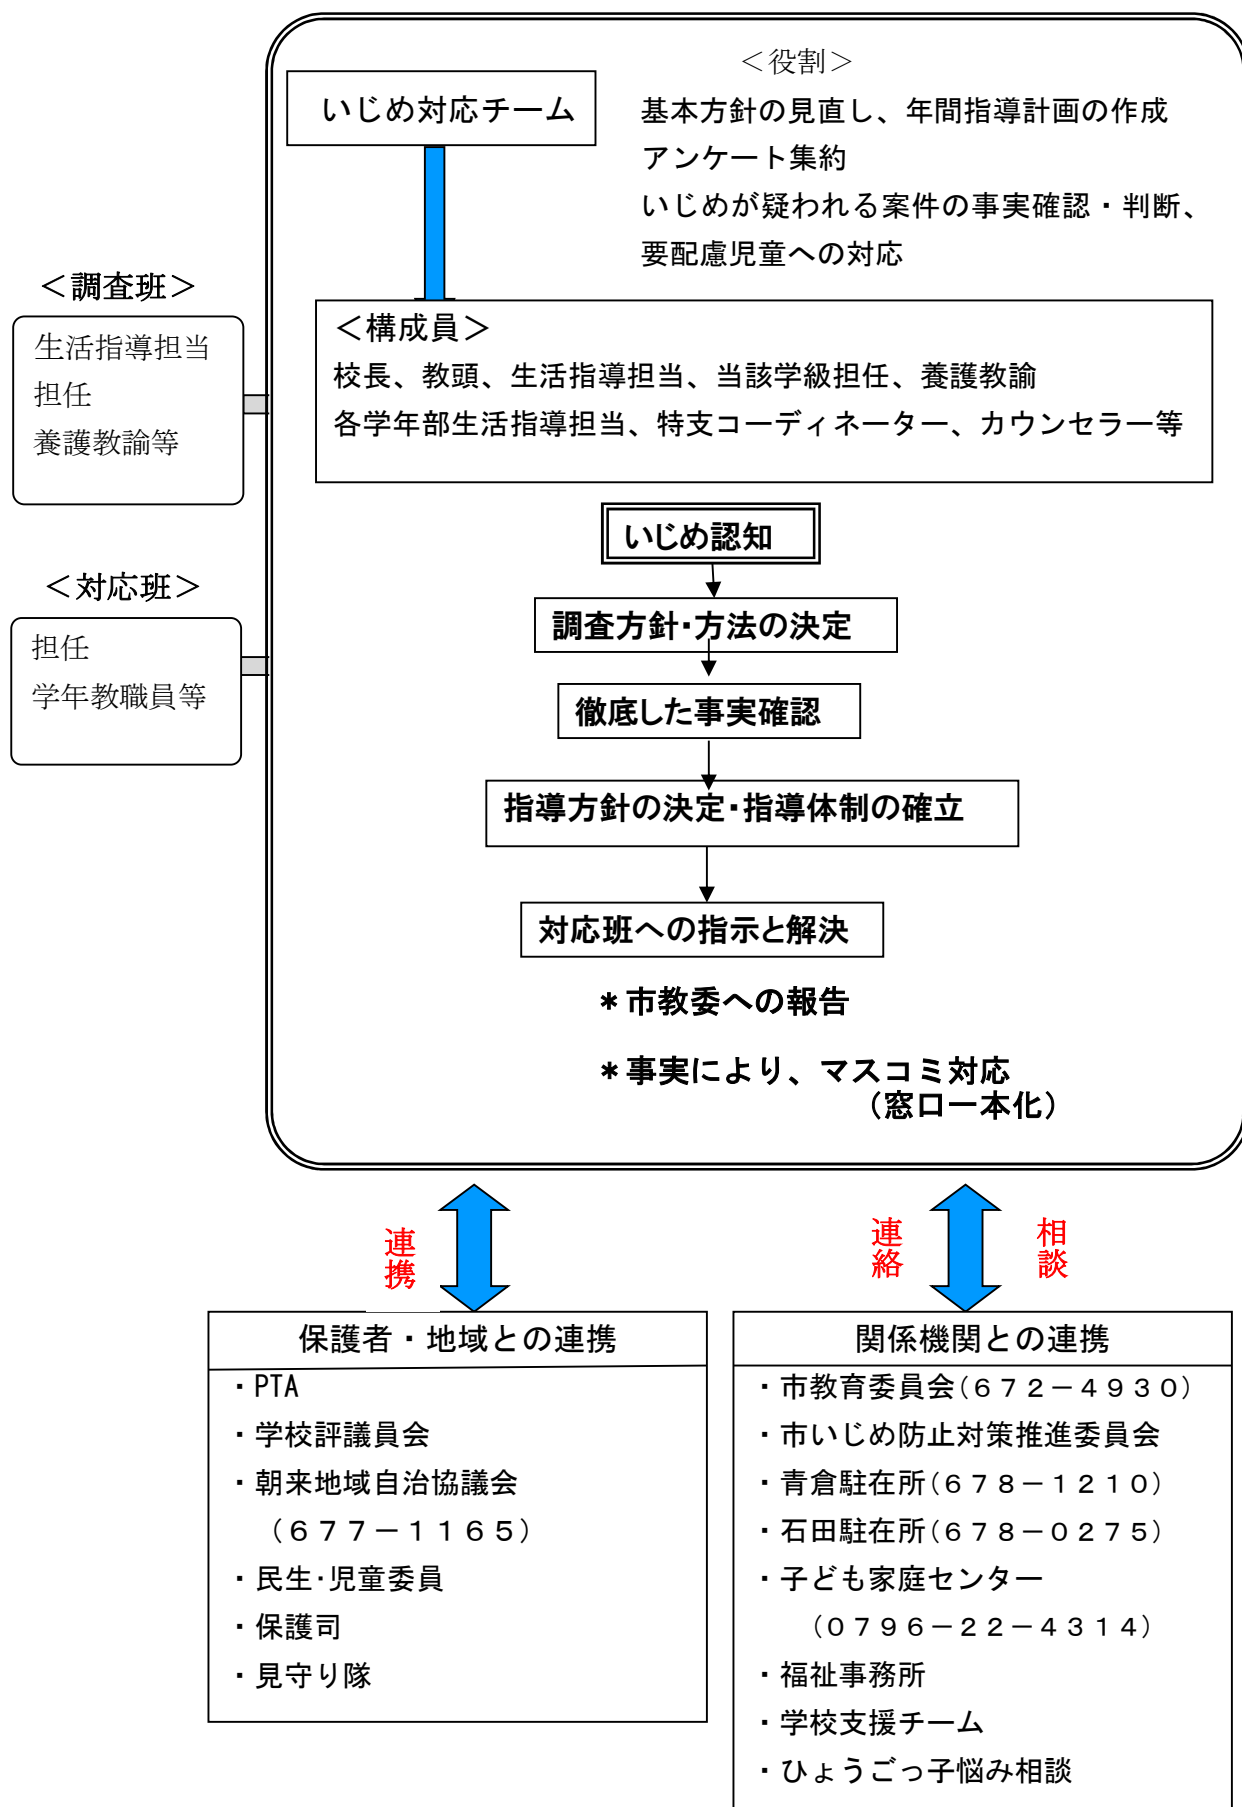 ＜役割＞
いじめ対応チーム
基本方針の見直し、年間指導計画の作成
アンケート集約
いじめが疑われる案件の事実確認・判断、
要配慮児童への対応
＜調査班＞
生活指導担当
担任
養護教諭等
＜構成員＞
校長、教頭、生活指導担当、当該学級担任、養護教諭
各学年部生活指導担当、特支コーディネーター、カウンセラー等
いじめ認知
＜対応班＞
担任
学年教職員等
調査方針・方法の決定
徹底した事実確認
指導方針の決定・指導体制の確立
対応班への指示と解決
＊市教委への報告
＊事実により、マスコミ対応
（窓口一本化）
連携
連絡
相談
保護者・地域との連携
・PTA
・学校評議員会
・朝来地域自治協議会
（６７７－１１６５）
・民生・児童委員
・保護司
・見守り隊
関係機関との連携
・市教育委員会(６７２－４９３０)
・市いじめ防止対策推進委員会
・青倉駐在所(６７８－１２１０)
・石田駐在所(６７８－０２７５)
・子ども家庭センター
（０７９６－２２－４３１４）
・福祉事務所
・学校支援チーム
・ひょうごっ子悩み相談